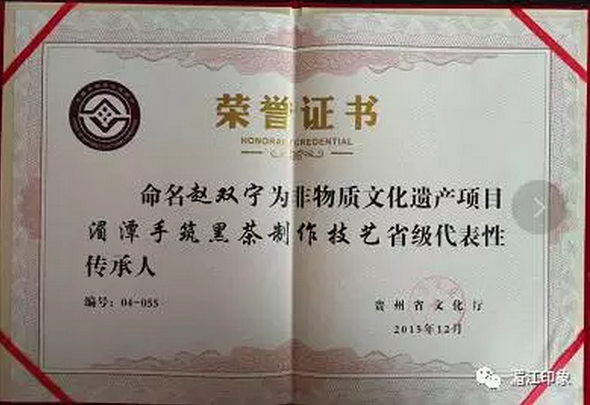 荣誉证书
HONORARY CREDENTIAL
命名赵双宇为非物质文化遗产项目
湄潭手筑黑茶制作技艺省级代表性
传承人
编号：04-055
贵州省文化厅
2015年12月
湄江印象